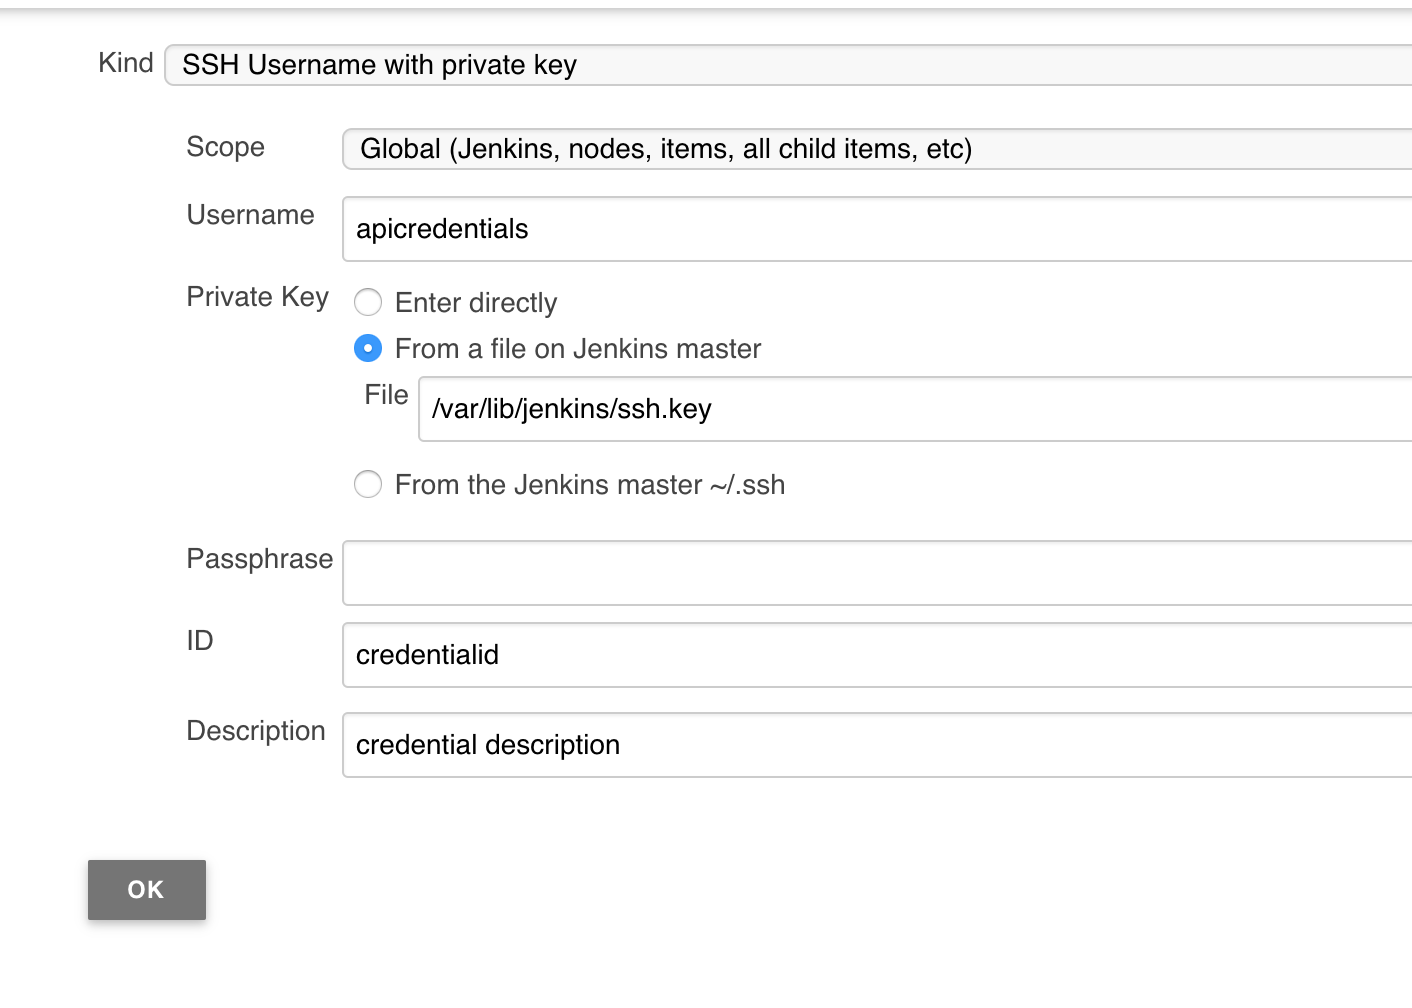 Kind SSH Username with private key
Scope Global (Jenkins, nodes, items, all child items, etc)
Username apicredentials
Private Key Enter directly
From a file on Jenkins master
File /var/lib/jenkins/ssh.key
From the Jenkins master ~/.ssh
Passphrase
ID credentialid
Description credential description
OK